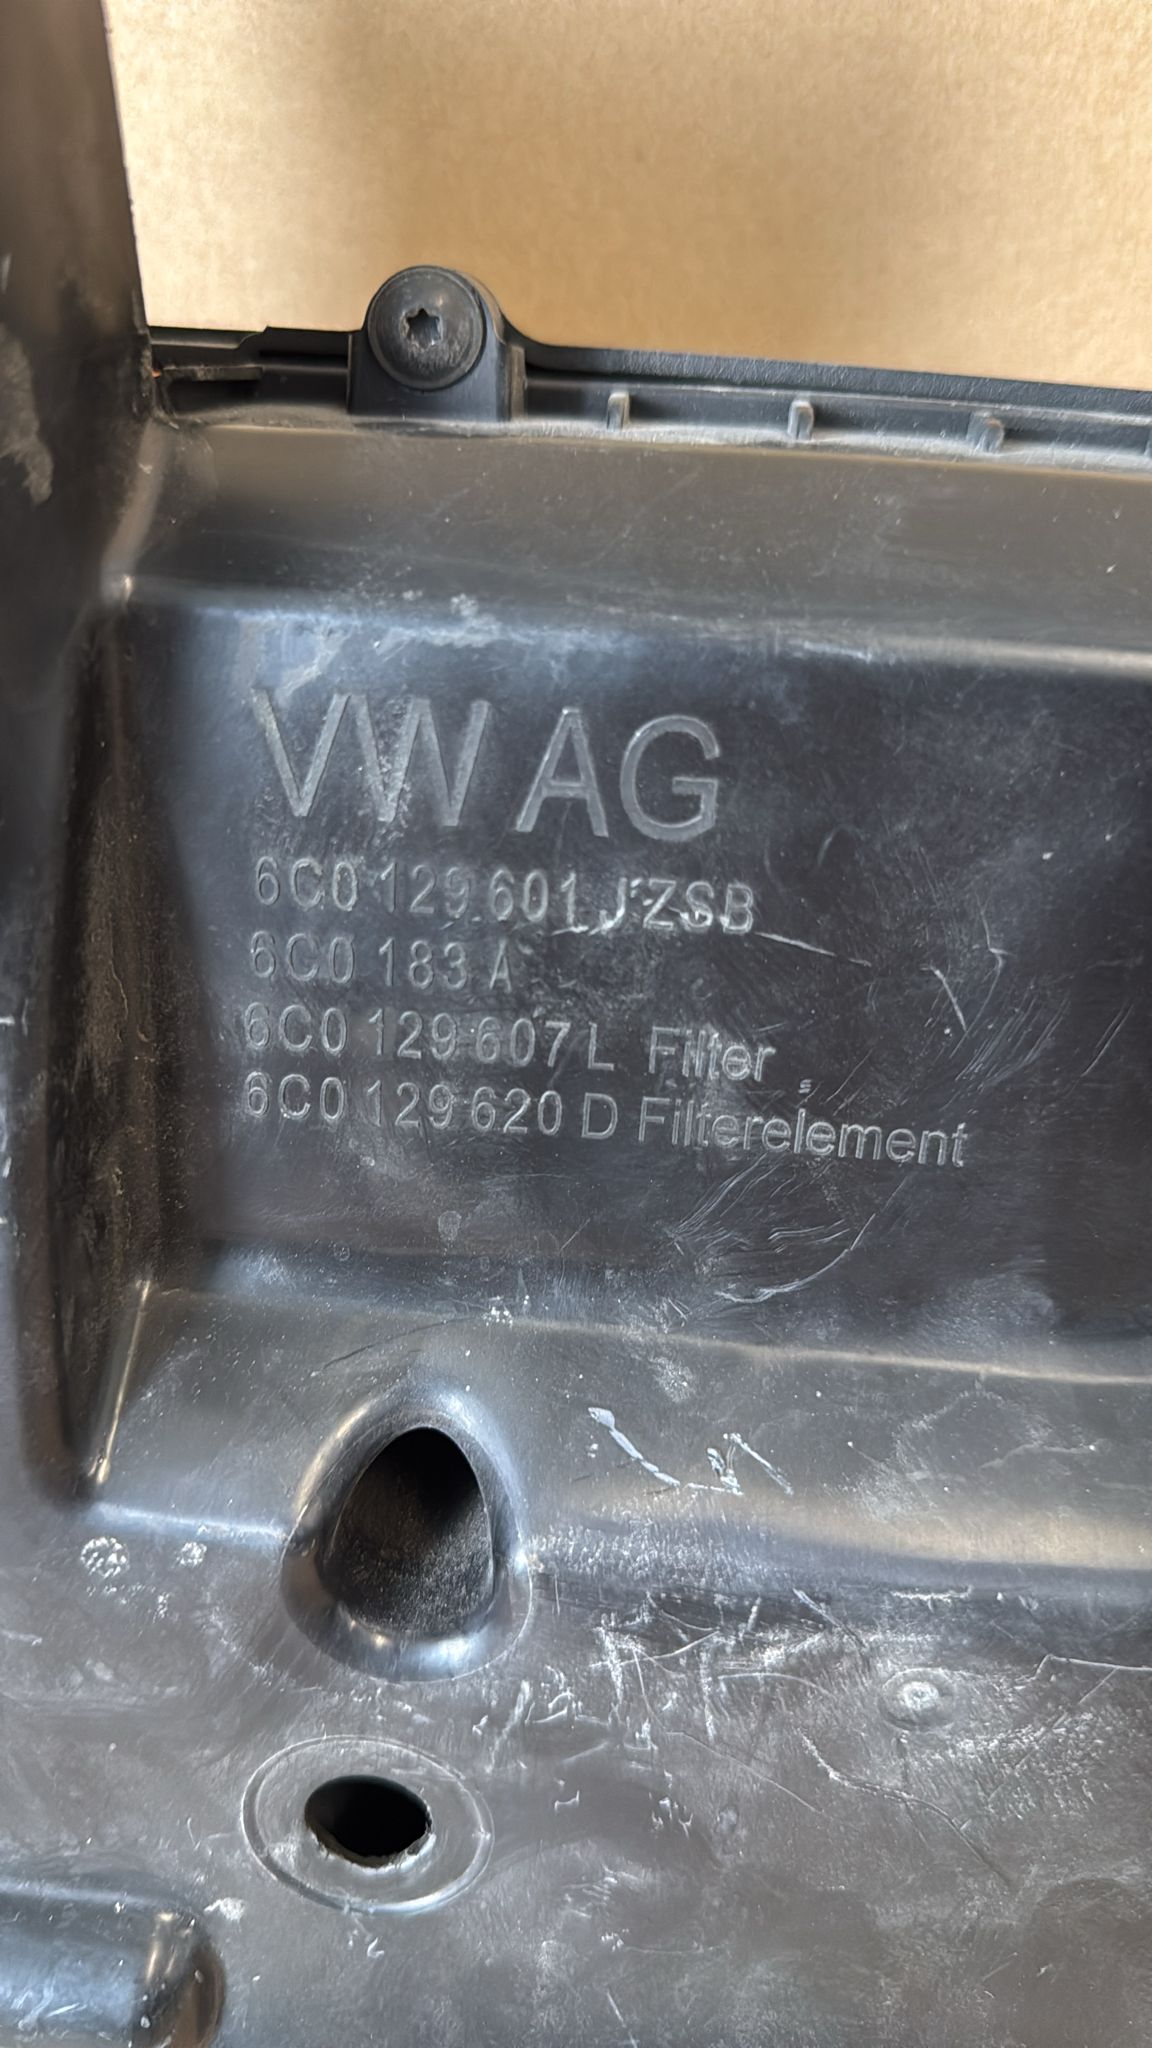 VW AG
6C0 129 601 J ZSB
6C0 183 A
6C0 129 607 L Filter
6C0 129 620 D Filterelement